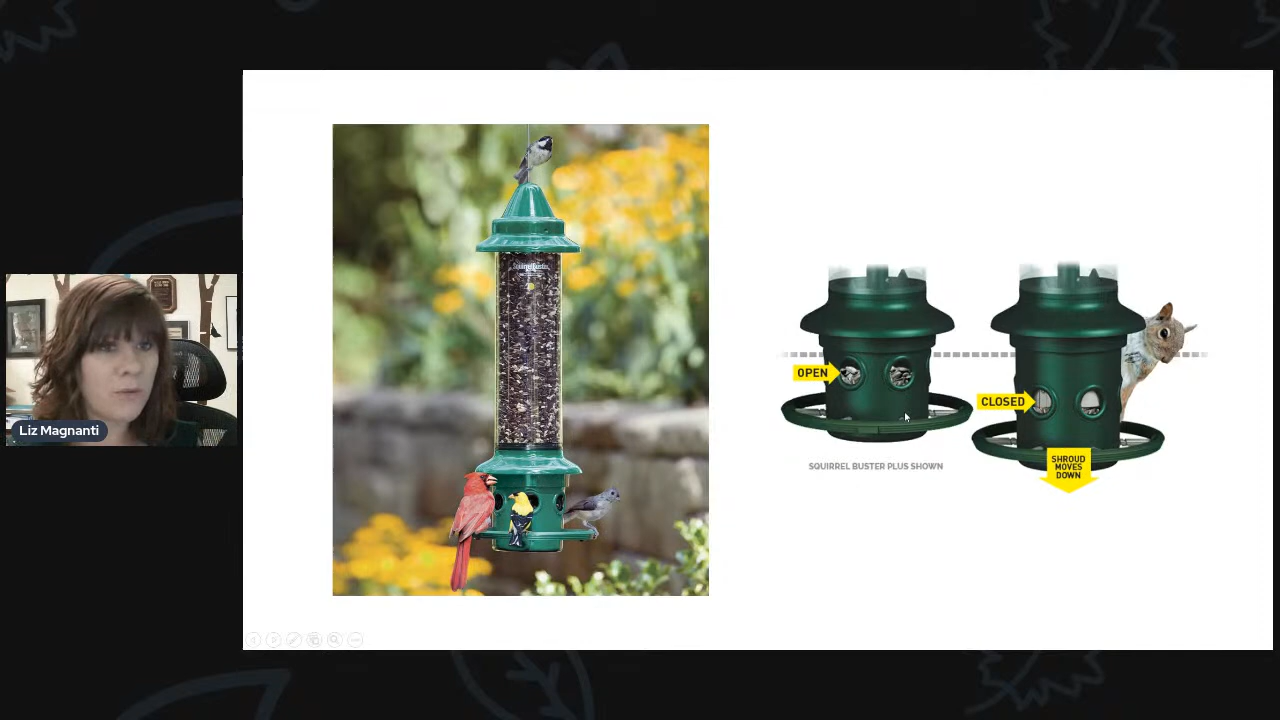 Liz Magnanti
OPEN
CLOSED
SHROUD
MOVES
DOWN
SQUIRREL BUSTER PLUS SHOWN